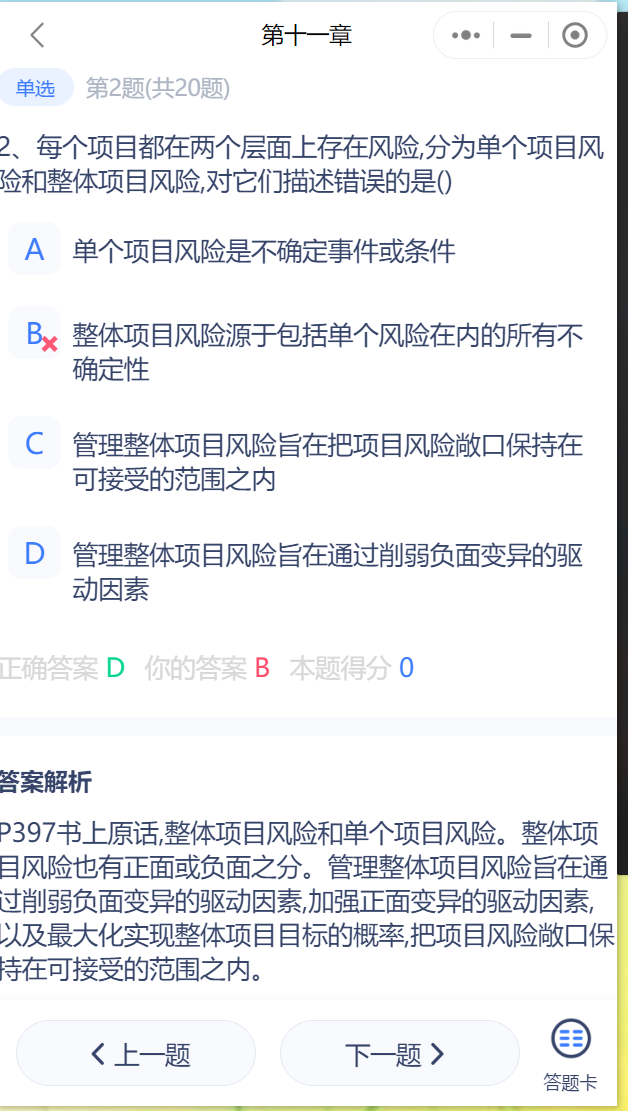 第十一章
单选 第2题(共20题)
2、每个项目都在两个层面上存在风险,分为单个项目风
险和整体项目风险,对它们描述错误的是()
A 单个项目风险是不确定事件或条件
B 整体项目风险源于包括单个风险在内的所有不
确定性
C 管理整体项目风险旨在把项目风险敞口保持在
可接受的范围之内
D 管理整体项目风险旨在通过削弱负面变异的驱
动因素
正确答案 D 你的答案 B 本题得分 0
答案解析
P397书上原话,整体项目风险和单个项目风险。整体项
目风险也有正面或负面之分。管理整体项目风险旨在通
过削弱负面变异的驱动因素,加强正面变异的驱动因素,
以及最大化实现整体项目目标的概率,把项目风险敞口保
持在可接受的范围之内。
上一题 下一题 答题卡